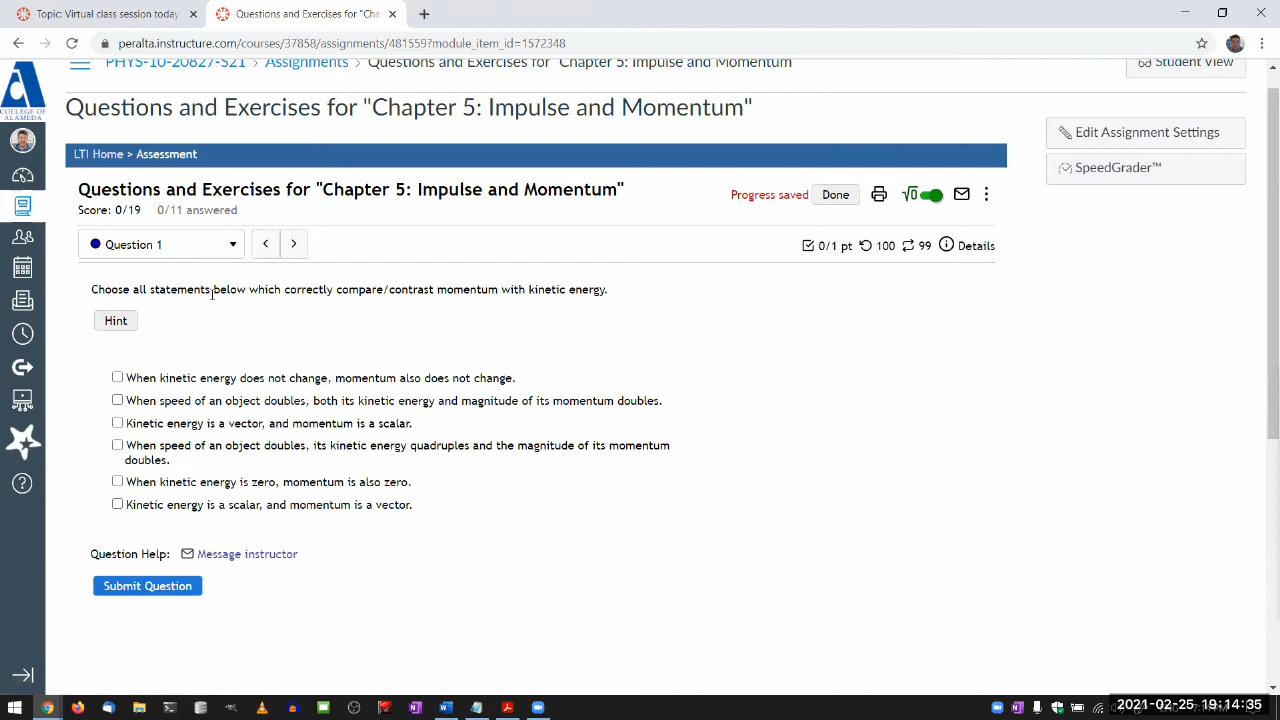 Topic: Virtual class session today
Questions and Exercises for "Cha
peralta.instructure.com/courses/37858/assignments/481559?module_item_id=1572348
PHYS-10-20827-S21 > Assignments > Questions and Exercises for "Chapter 5: Impulse and Momentum"
Student View
COLLEGE OF
ALAMEDA
Questions and Exercises for "Chapter 5: Impulse and Momentum"
Edit Assignment Settings
SpeedGrader™
LTI Home > Assessment
Questions and Exercises for "Chapter 5: Impulse and Momentum"
Progress saved Done
Score: 0/19 0/11 answered
Question 1
0/1 pt 100 99 Details
Choose all statements below which correctly compare/contrast momentum with kinetic energy.
Hint
When kinetic energy does not change, momentum also does not change.
When speed of an object doubles, both its kinetic energy and magnitude of its momentum doubles.
Kinetic energy is a vector, and momentum is a scalar.
When speed of an object doubles, its kinetic energy quadruples and the magnitude of its momentum
doubles.
When kinetic energy is zero, momentum is also zero.
Kinetic energy is a scalar, and momentum is a vector.
Question Help: Message instructor
Submit Question
2021-02-25 19:14:35